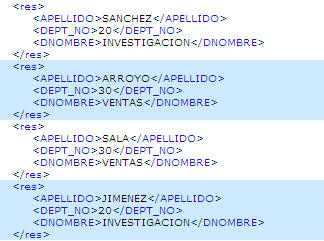 <res>
<APELLIDO>SANCHEZ</APELLIDO>
<DEPT_NO>20</DEPT_NO>
<DNOMBRE>INVESTIGACION</DNOMBRE>
</res>
<res>
<APELLIDO>ARROYO</APELLIDO>
<DEPT_NO>30</DEPT_NO>
<DNOMBRE>VENTAS</DNOMBRE>
</res>
<res>
<APELLIDO>SALA</APELLIDO>
<DEPT_NO>30</DEPT_NO>
<DNOMBRE>VENTAS</DNOMBRE>
</res>
<res>
<APELLIDO>JIMENEZ</APELLIDO>
<DEPT_NO>20</DEPT_NO>
<DNOMBRE>INVESTIGACION</DNOMBRE>
</res>